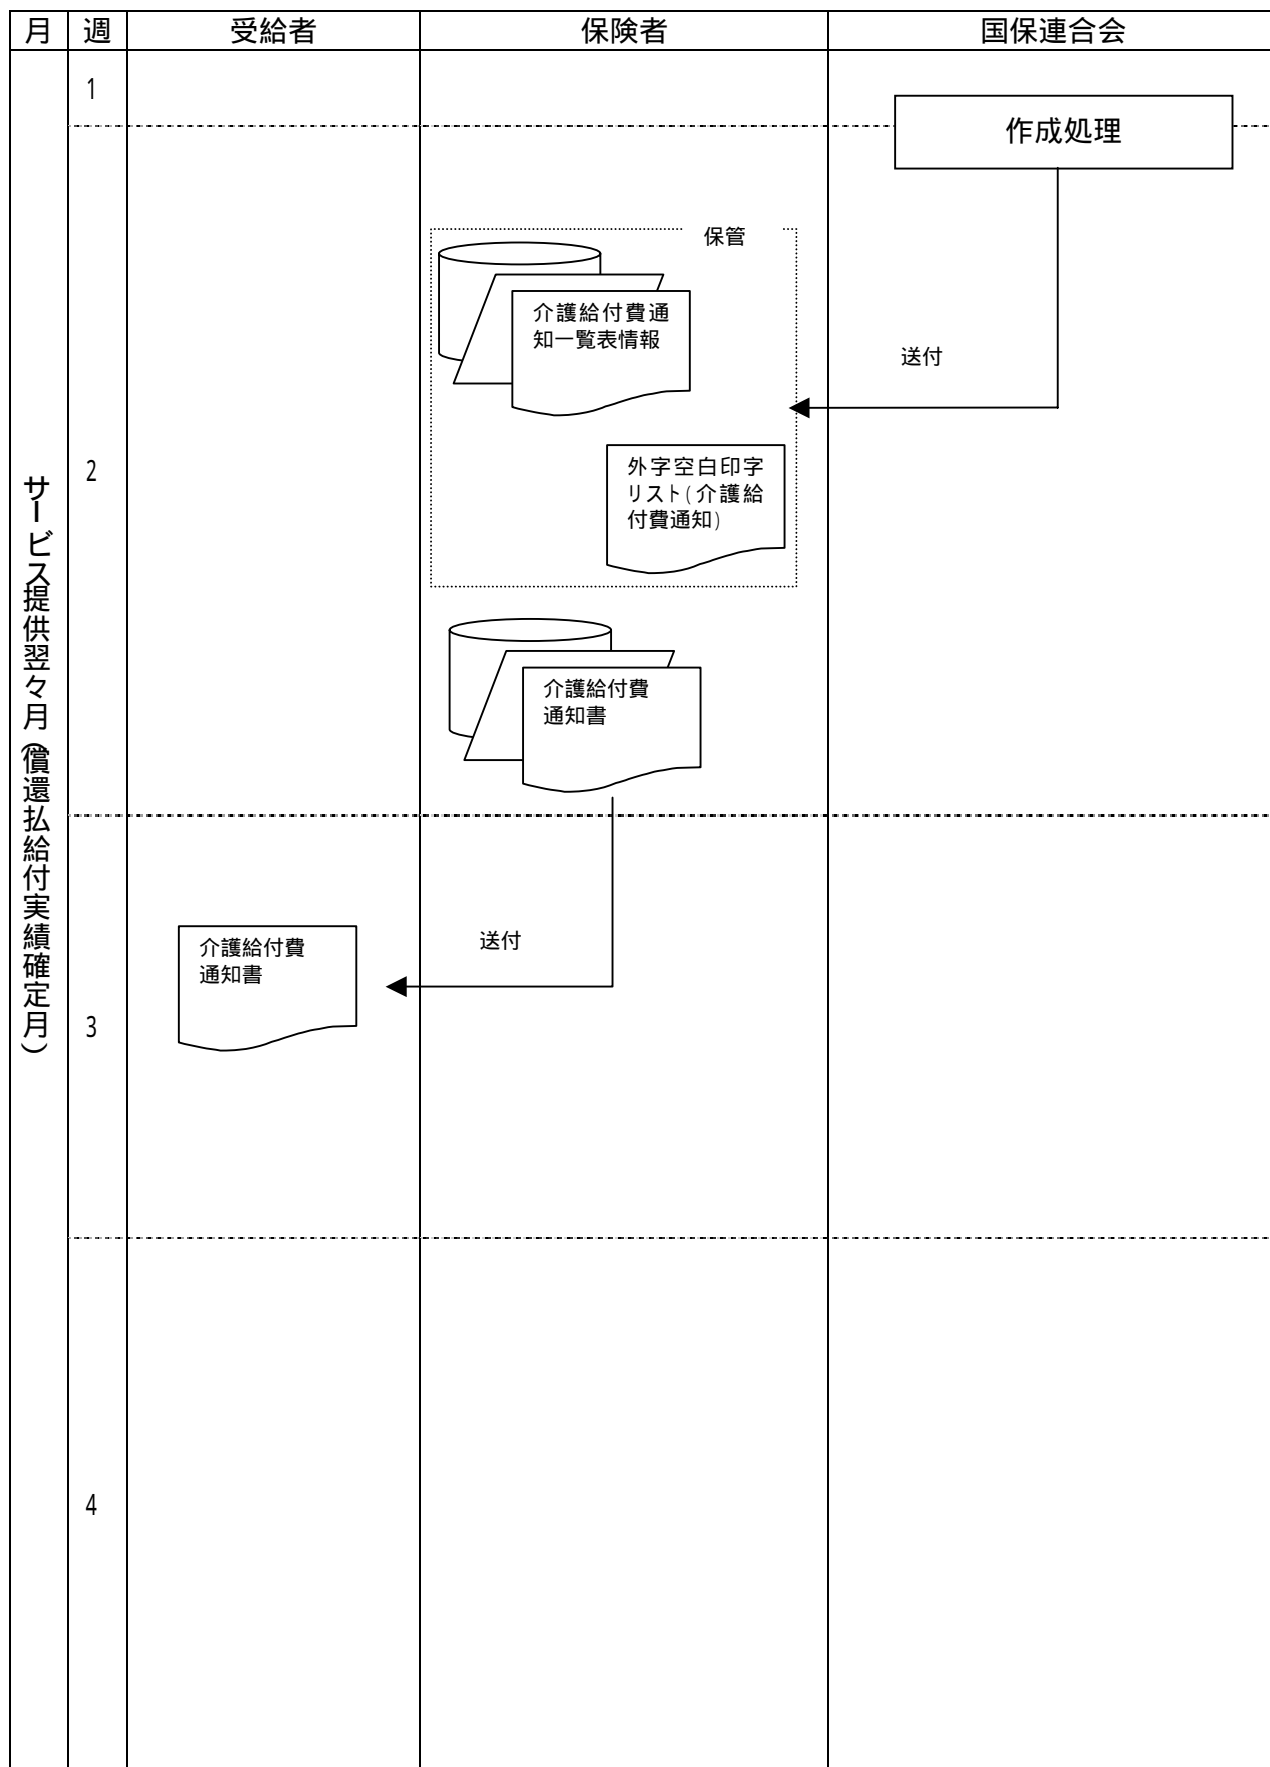 月 週 受給者 保険者 国保連合会
サービス提供翌々月(償還払給付実績確定月)
1
作成処理
2
保管
介護給付費通
知一覧表情報
送付
外字空白印字
リスト(介護給
付費通知)
介護給付費
通知書
3
介護給付費
通知書
送付
4